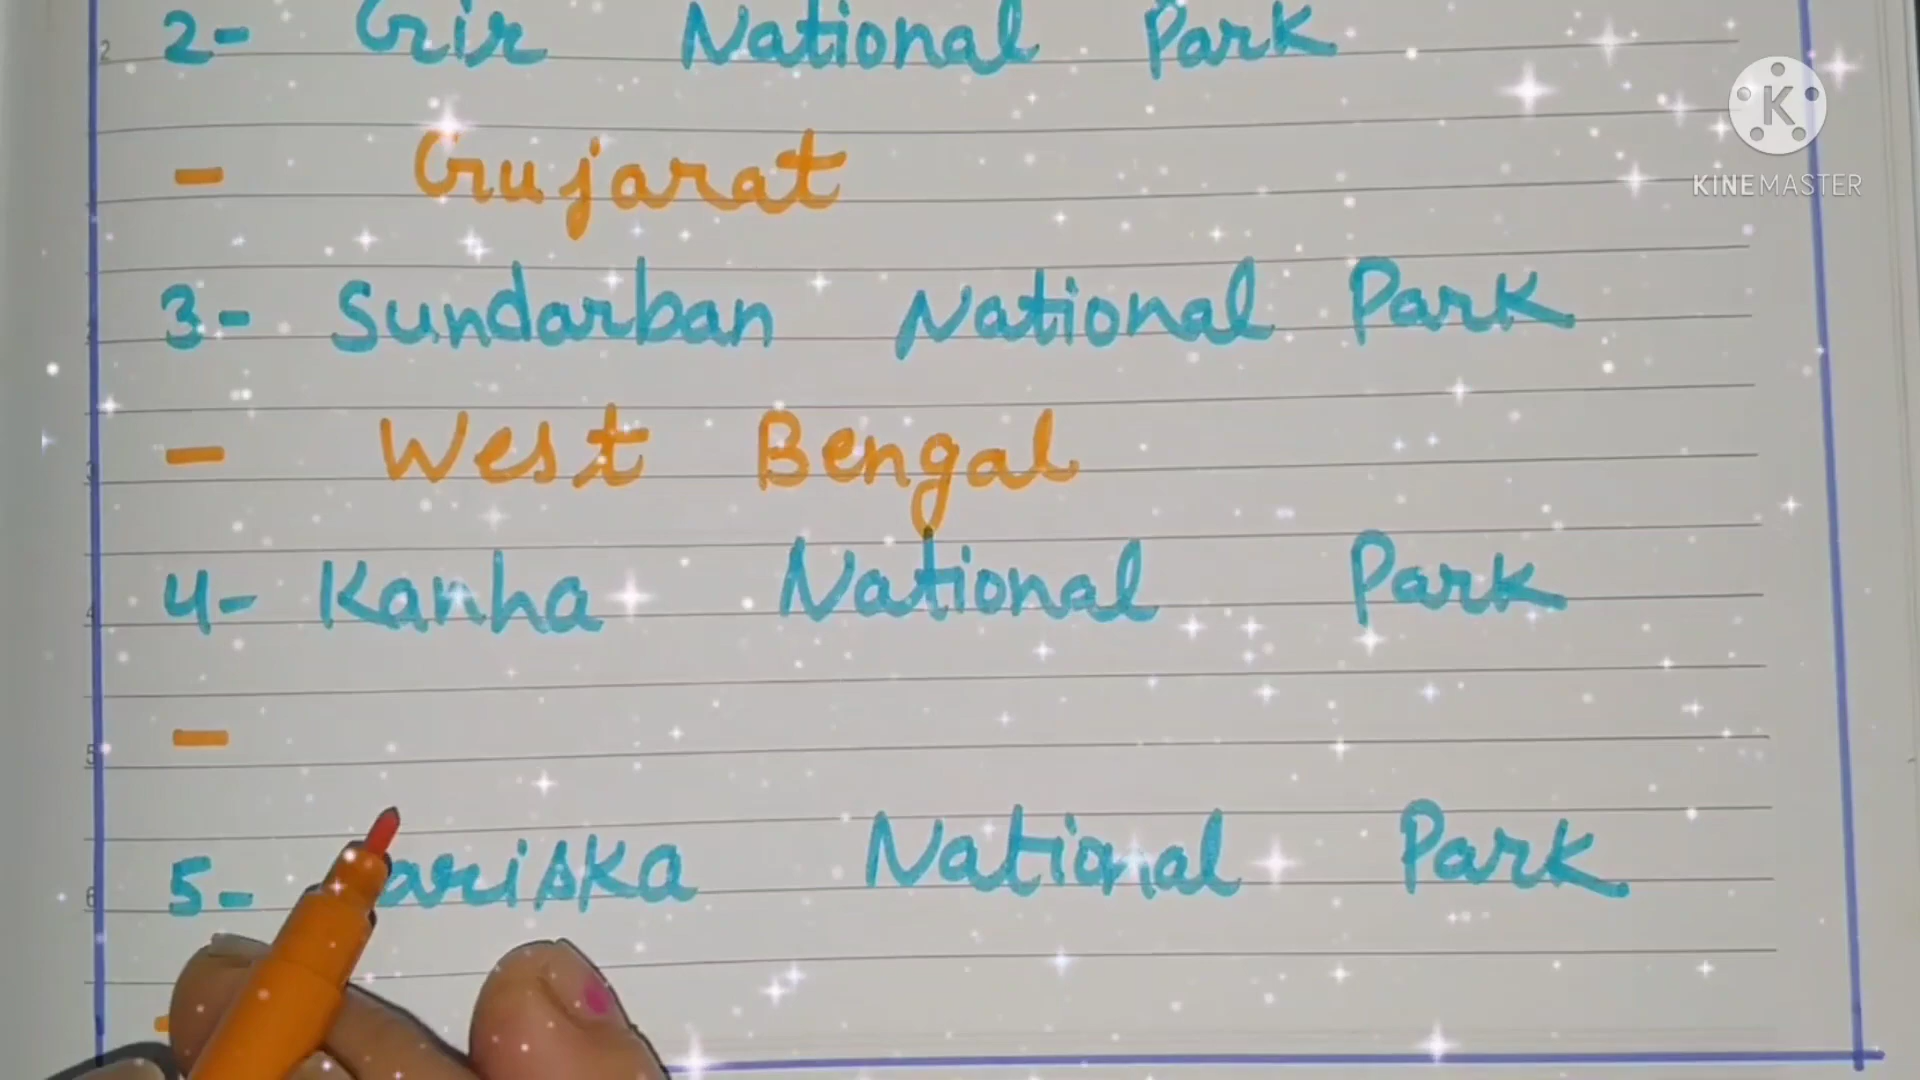 2- Gir National Park
- Gujarat
3- Sundarban National Park
- West Bengal
4- Kanha National Park
-
5- ariska National Park
KINEMASTER